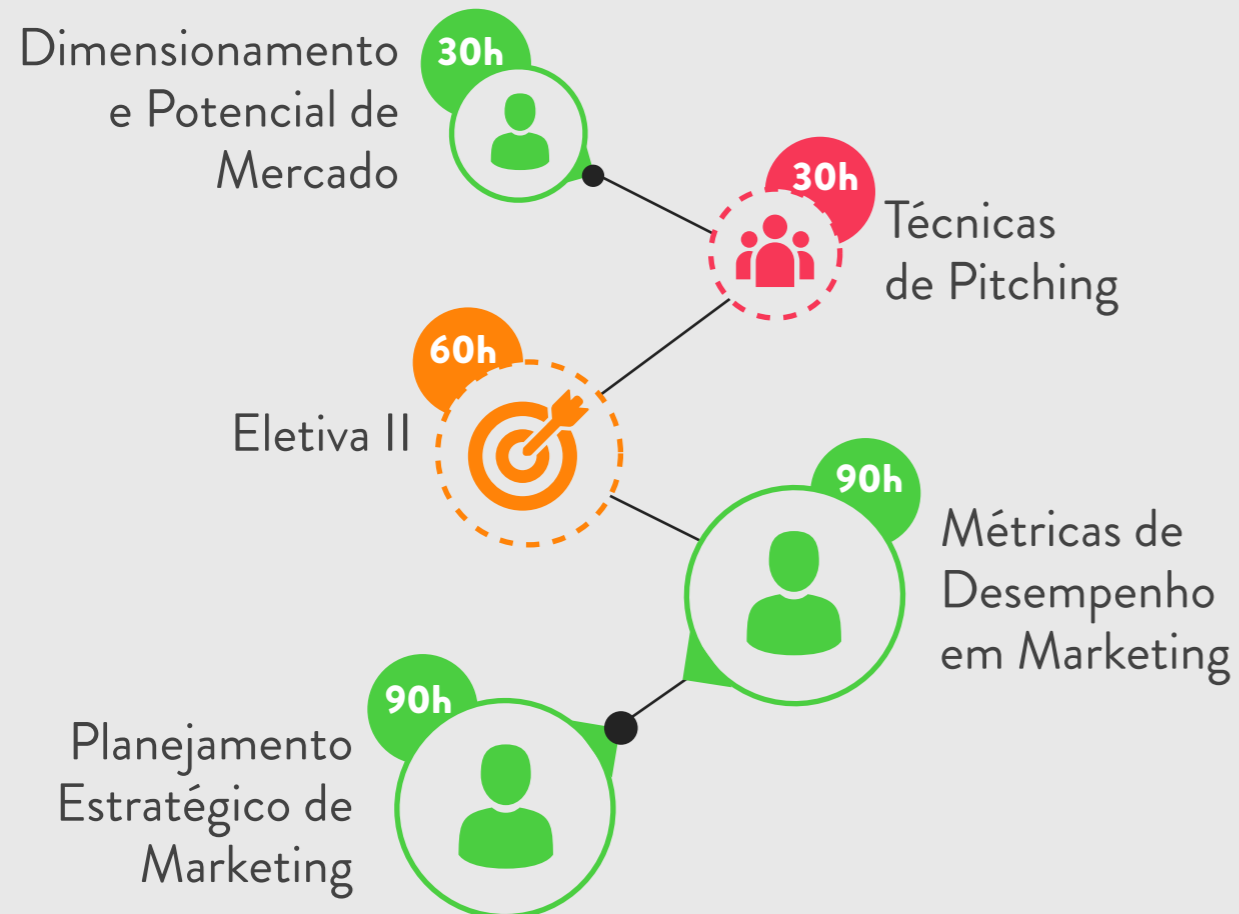 Dimensionamento
e Potencial de
Mercado
30h
30h
Técnicas
de Pitching
60h
Eletiva II
90h
Métricas de
Desempenho
em Marketing
90h
Planejamento
Estratégico de
Marketing